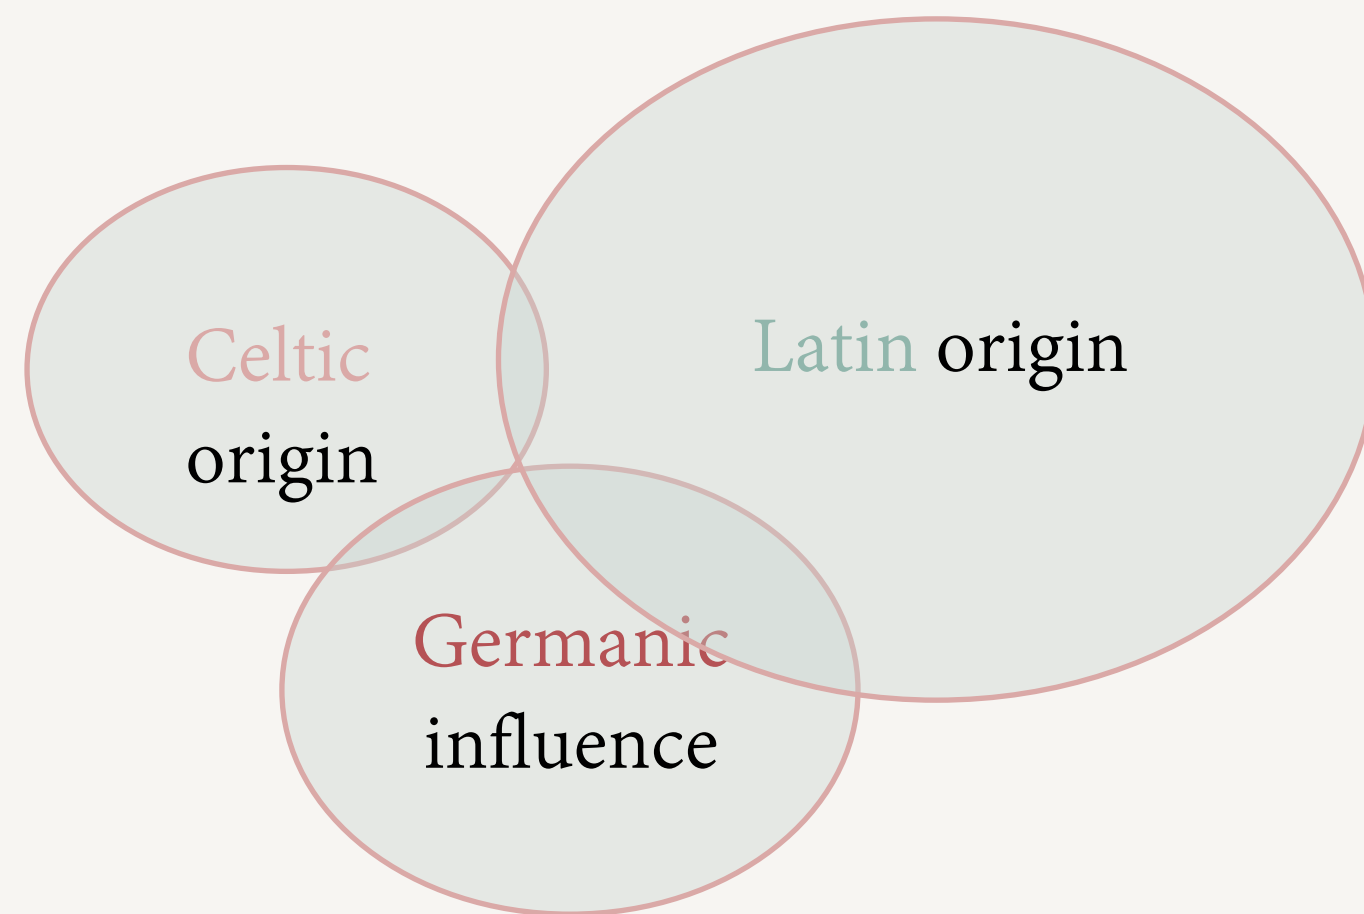 Celtic
origin
Latin origin
Germanic
influence